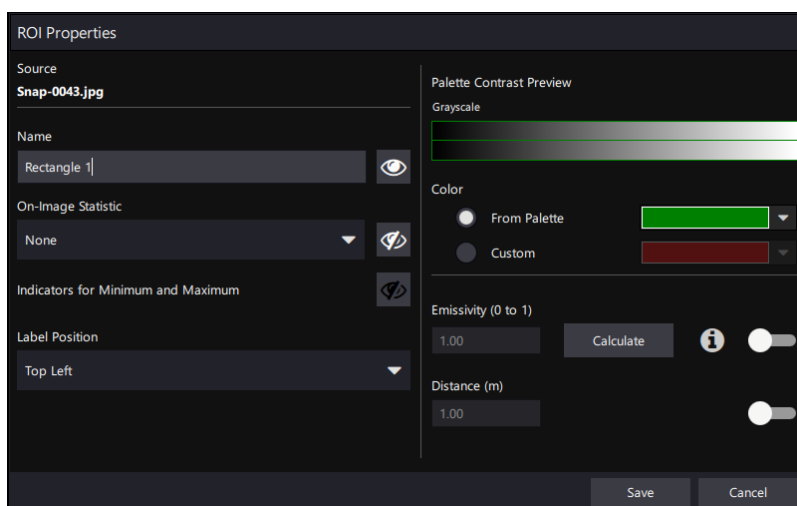 ROI Properties
Source
Snap-0043.jpg
Name
Rectangle 1
On-Image Statistic
None
Indicators for Minimum and Maximum
Label Position
Top Left
Palette Contrast Preview
Grayscale
Color
From Palette
Custom
Emissivity (0 to 1)
1.00
Calculate
Distance (m)
1.00
Save
Cancel